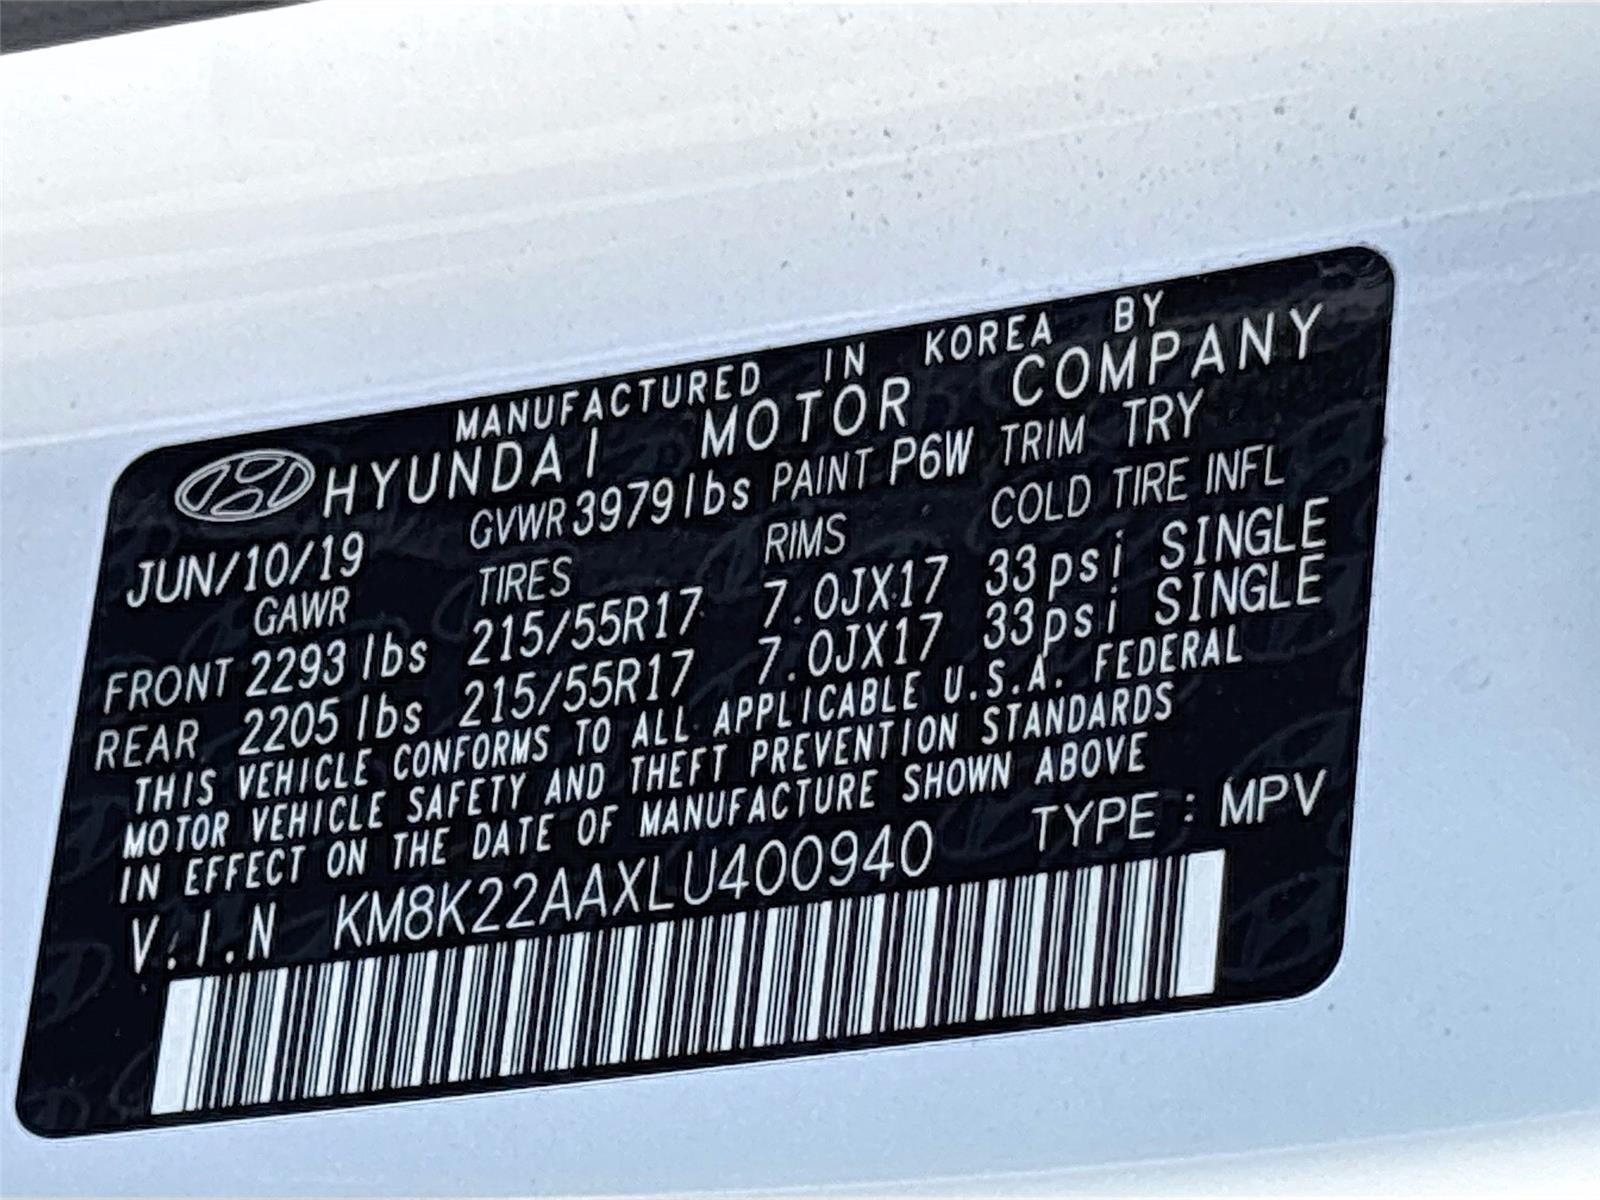 MANUFACTURED IN KOREA BY
HYUNDAI MOTOR COMPANY
JUN/10/19 GVWR 3979lbs PAINT P6W TRIM TRY
GAWR TIRES RIMS COLD TIRE INFL
FRONT 2293 lbs 215/55R17 7.0JX17 33psi SINGLE
REAR 2205 lbs 215/55R17 7.0JX17 33psi SINGLE
THIS VEHICLE CONFORMS TO ALL APPLICABLE U.S.A. FEDERAL
MOTOR VEHICLE SAFETY AND THEFT PREVENTION STANDARDS
IN EFFECT ON THE DATE OF MANUFACTURE SHOWN ABOVE
V.I.N KM8K22AAXLU400940 TYPE : MPV